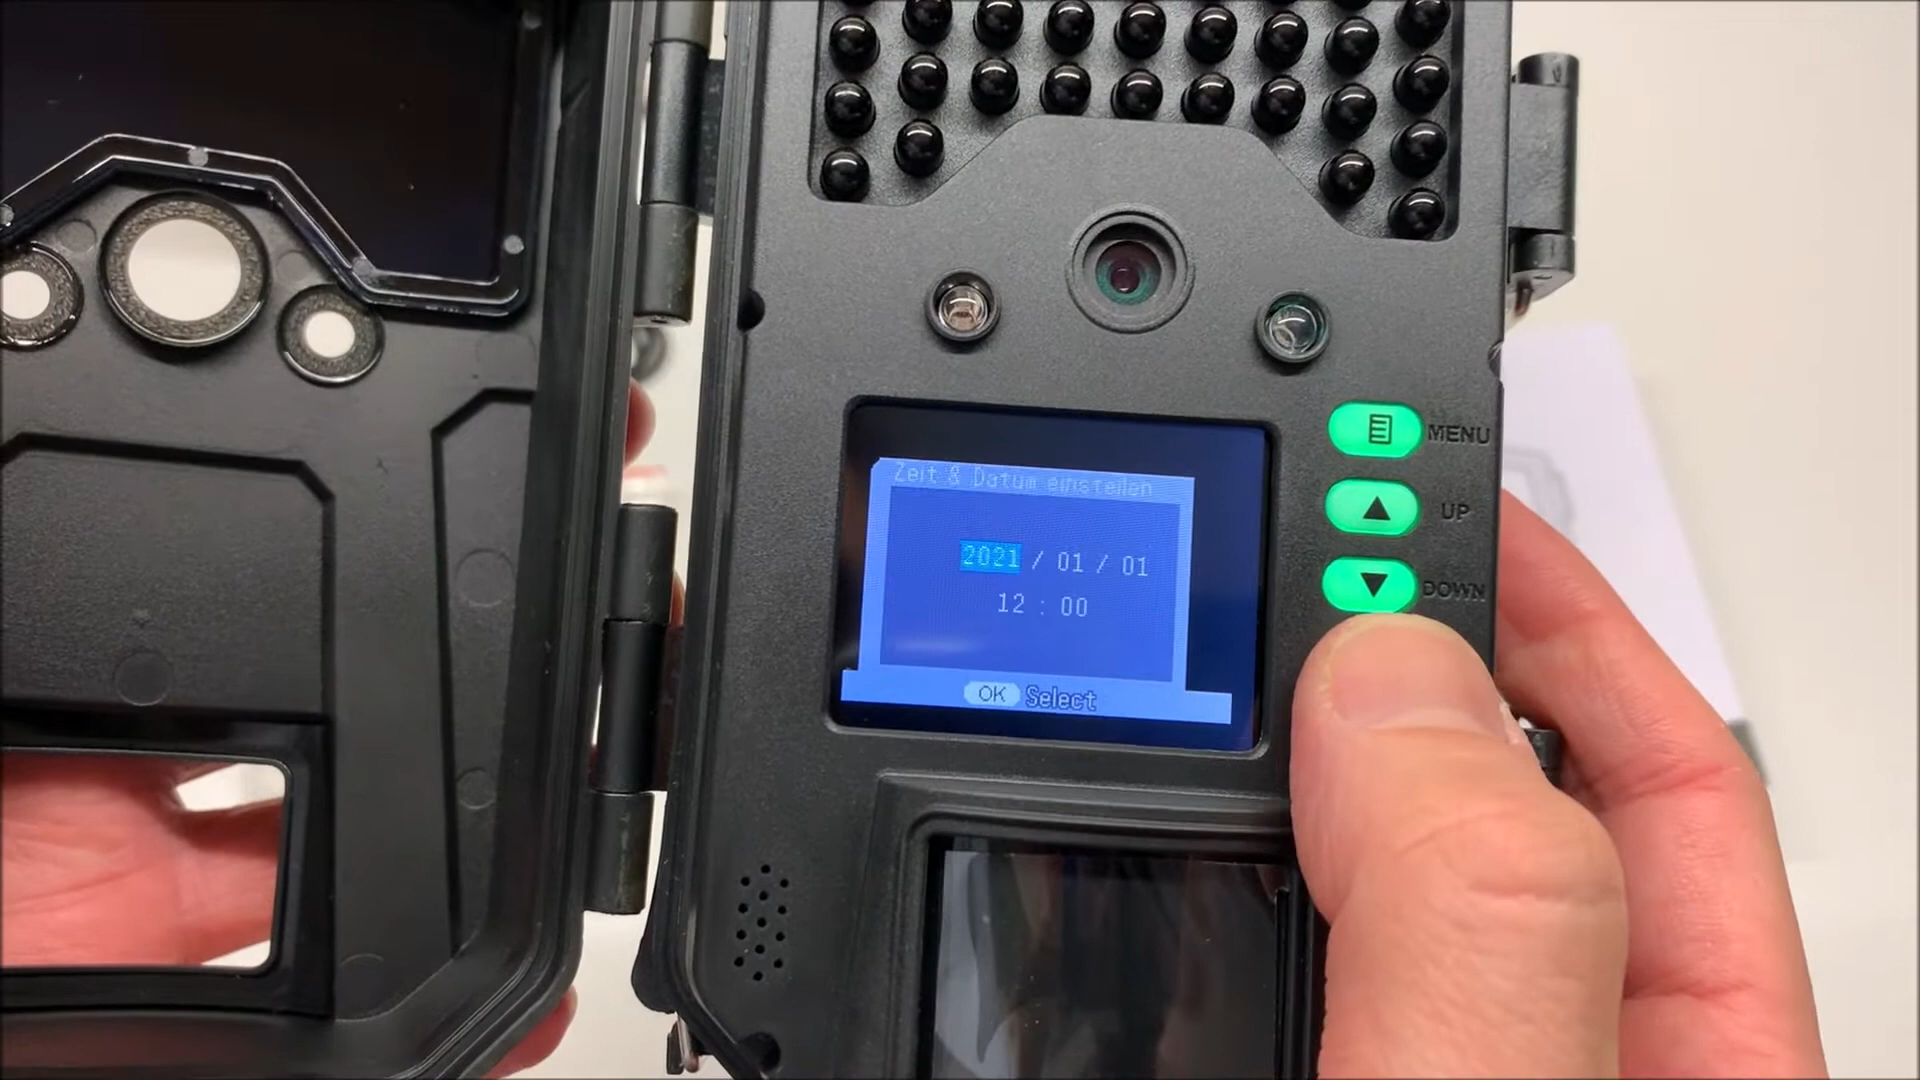 Zeit & Datum einstellen
2021 / 01 / 01
12 : 00
OK Select
MENU
UP
DOWN